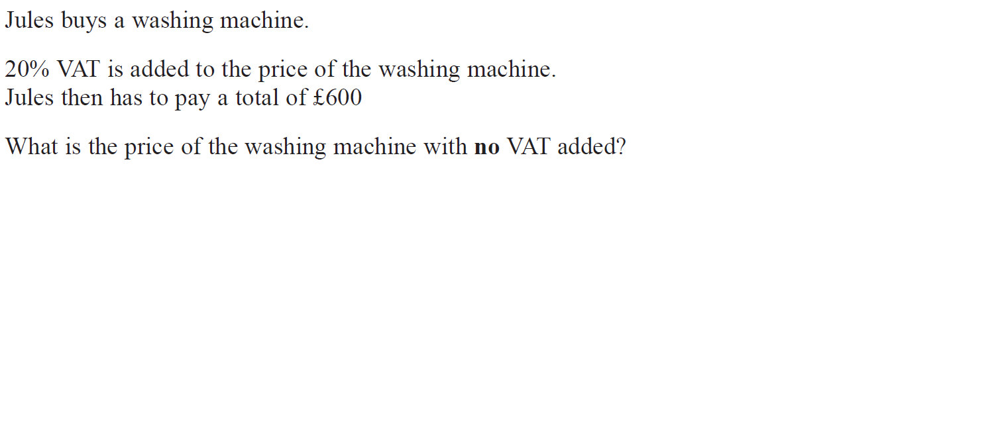 Jules buys a washing machine.
20% VAT is added to the price of the washing machine.
Jules then has to pay a total of £600
What is the price of the washing machine with no VAT added?